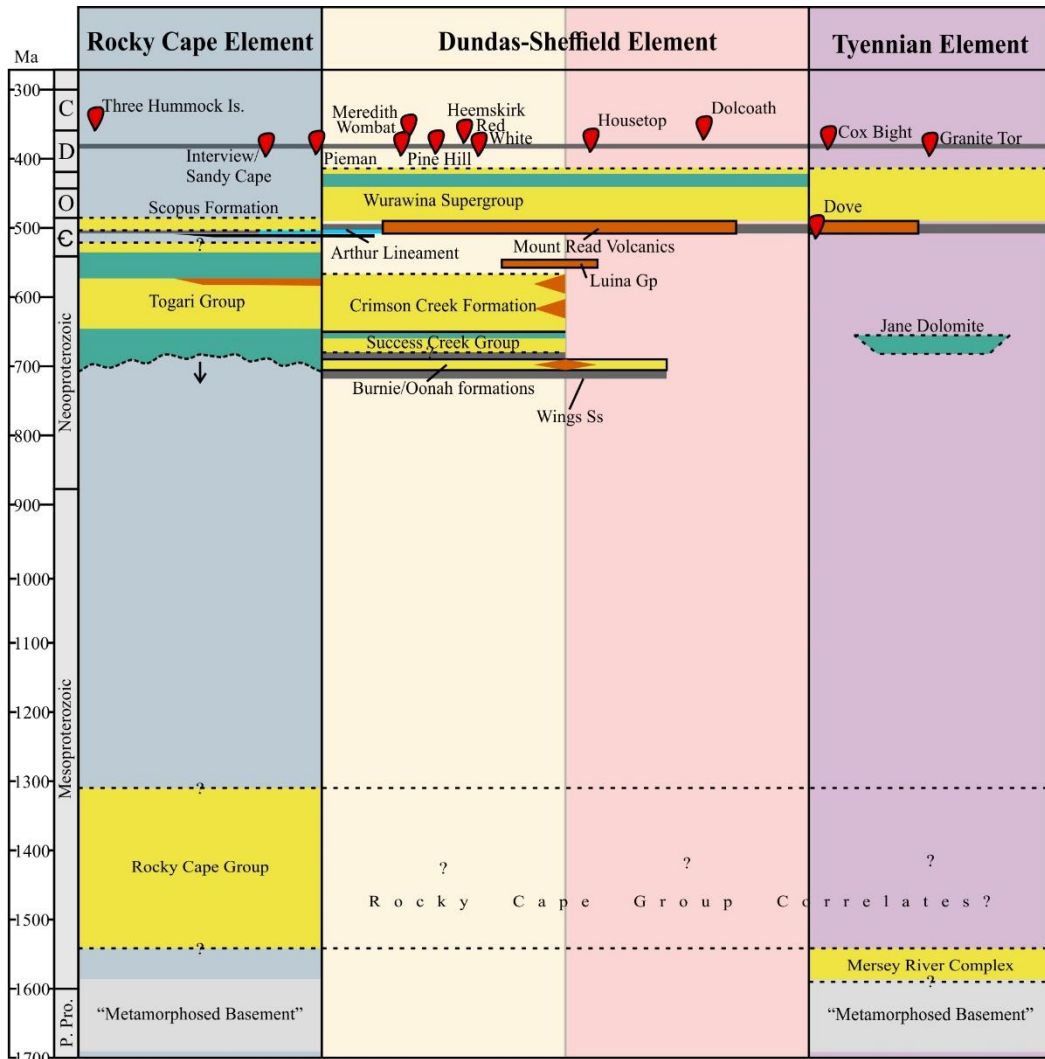 Rocky Cape Element
Dundas-Sheffield Element
Tyennian Element
Ma
300
400
500
600
700
800
900
1000
1100
1200
1300
1400
1500
1600
1700
C
D
O
Є
Neoproterozoic
Mesoproterozoic
P. Pro.
Three Hummock Is.
Interview/
Sandy Cape
Scopus Formation
?
Togari Group
?
?
Rocky Cape Group
?
“Metamorphosed Basement”
Meredith
Wombat
Heemskirk
Red
White
Pieman
Pine Hill
Housetop
Dolcoath
Wurawina Supergroup
Arthur Lineament
Mount Read Volcanics
Luina Gp
Crimson Creek Formation
Success Creek Group
?
Burnie/Oonah formations
Wings Ss
Cox Bight
Granite Tor
Dove
Jane Dolomite
?
?
?
Rocky Cape Group Correlates?
Mersey River Complex
?
“Metamorphosed Basement”